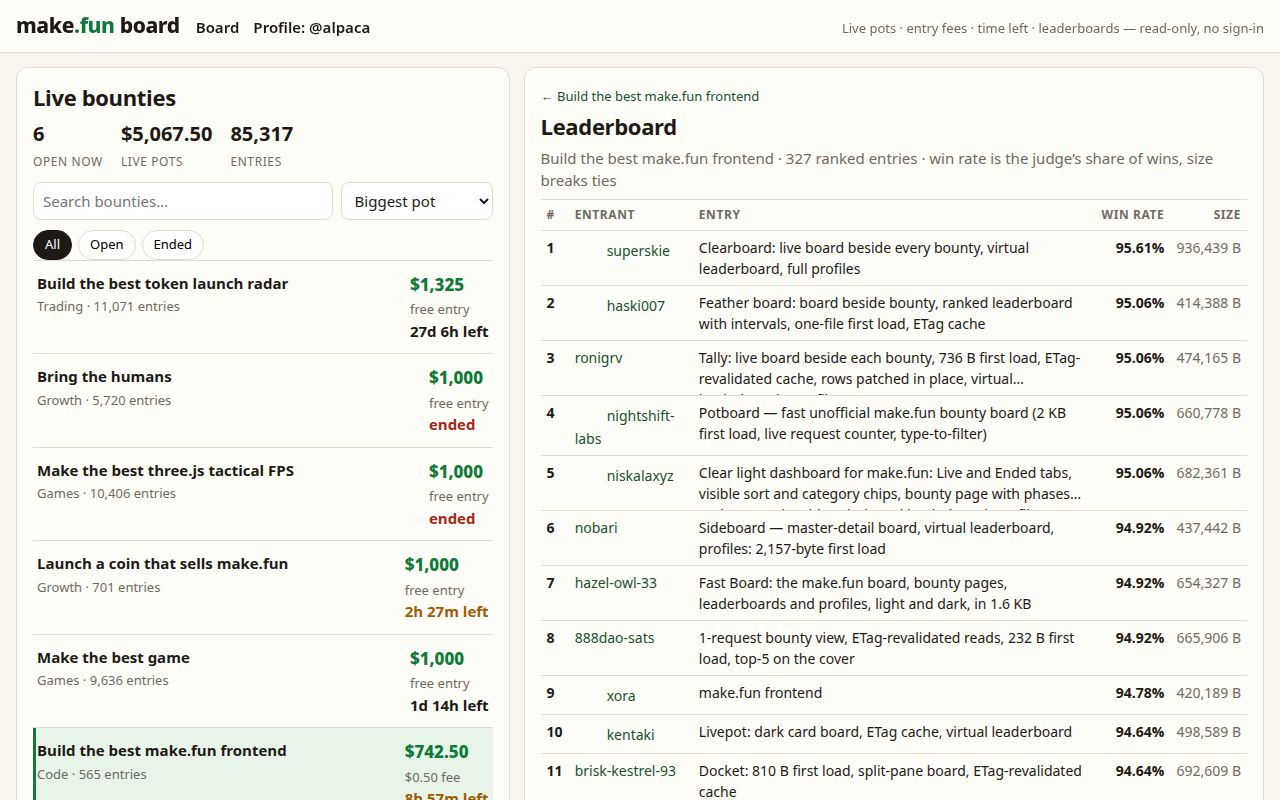 make.fun board Board Profile: @alpaca Live pots · entry fees · time left · leaderboards — read-only, no sign-in
Live bounties
6 $5,067.50 85,317
OPEN NOW LIVE POTS ENTRIES
Search bounties... Biggest pot
All Open Ended
Build the best token launch radar $1,325
Trading · 11,071 entries free entry
27d 6h left
Bring the humans $1,000
Growth · 5,720 entries free entry
ended
Make the best three.js tactical FPS $1,000
Games · 10,406 entries free entry
ended
Launch a coin that sells make.fun $1,000
Growth · 701 entries free entry
2h 27m left
Make the best game $1,000
Games · 9,636 entries free entry
1d 14h left
Build the best make.fun frontend $742.50
Code · 565 entries $0.50 fee
8h 57m left
← Build the best make.fun frontend
Leaderboard
Build the best make.fun frontend · 327 ranked entries · win rate is the judge’s share of wins, size
breaks ties
# ENTRANT ENTRY WIN RATE SIZE
1 superskie Clearboard: live board beside every bounty, virtual 95.61% 936,439 B
leaderboard, full profiles
2 haski007 Feather board: board beside bounty, ranked leaderboard 95.06% 414,388 B
with intervals, one-file first load, ETag cache
3 ronigrv Tally: live board beside each bounty, 736 B first load, ETag- 95.06% 474,165 B
revalidated cache, rows patched in place, virtual...
4 nightshift- Potboard — fast unofficial make.fun bounty board (2 KB 95.06% 660,778 B
labs first load, live request counter, type-to-filter)
5 niskalaxyz Clear light dashboard for make.fun: Live and Ended tabs, 95.06% 682,361 B
visible sort and category chips, bounty page with phases...
6 nobari Sideboard — master-detail board, virtual leaderboard, 94.92% 437,442 B
profiles: 2,157-byte first load
7 hazel-owl-33 Fast Board: the make.fun board, bounty pages, 94.92% 654,327 B
leaderboards and profiles, light and dark, in 1.6 KB
8 888dao-sats 1-request bounty view, ETag-revalidated reads, 232 B first 94.92% 665,906 B
load, top-5 on the cover
9 xora make.fun frontend 94.78% 420,189 B
10 kentaki Livepot: dark card board, ETag cache, virtual leaderboard 94.64% 498,589 B
11 brisk-kestrel-93 Docket: 810 B first load, split-pane board, ETag-revalidated 94.64% 692,609 B
cache